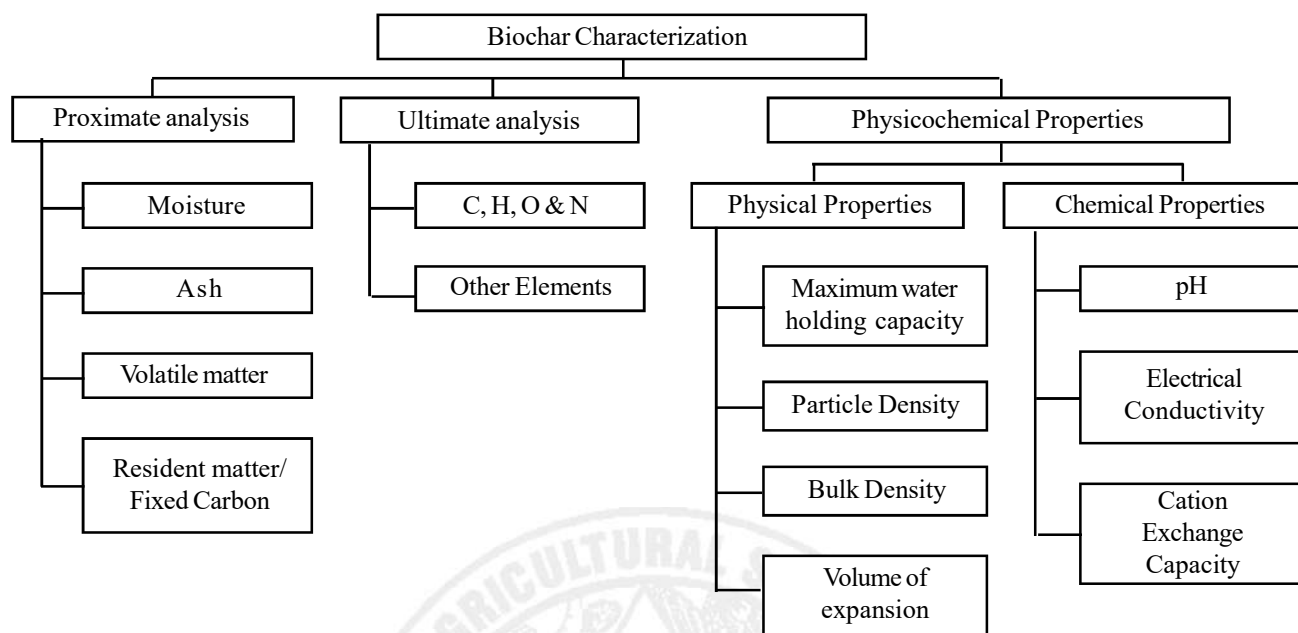 Biochar Characterization
Proximate analysis
Ultimate analysis
Physicochemical Properties
Moisture
Ash
Volatile matter
Resident matter/
Fixed Carbon
C, H, O & N
Other Elements
Physical Properties
Chemical Properties
Maximum water
holding capacity
Particle Density
Bulk Density
Volume of
expansion
pH
Electrical
Conductivity
Cation
Exchange
Capacity
AGRICULTURAL S